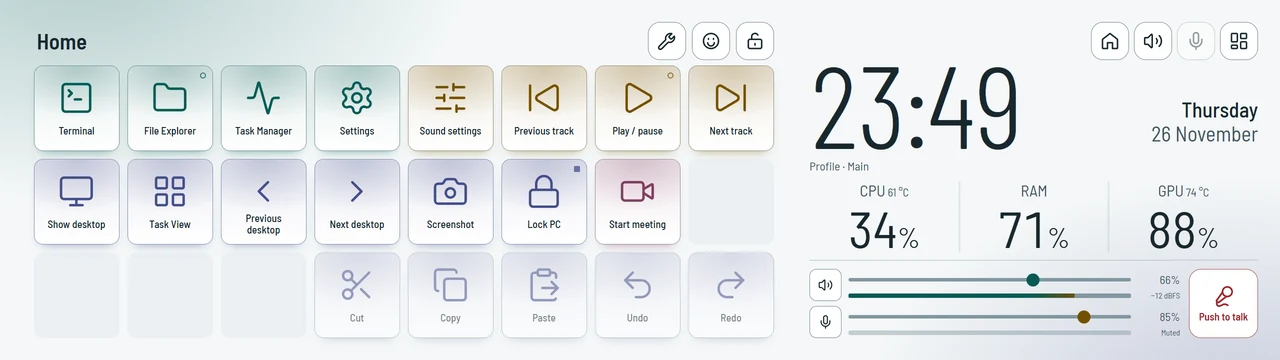 Home
Terminal
File Explorer
Task Manager
Settings
Sound settings
Previous track
Play / pause
Next track
Show desktop
Task View
Previous
desktop
Next desktop
Screenshot
Lock PC
Start meeting
Cut
Copy
Paste
Undo
Redo
23:49
Thursday
26 November
Profile · Main
CPU 61 °C
34%
RAM
71%
GPU 74 °C
88%
66%
−12 dBFS
85%
Muted
Push to talk